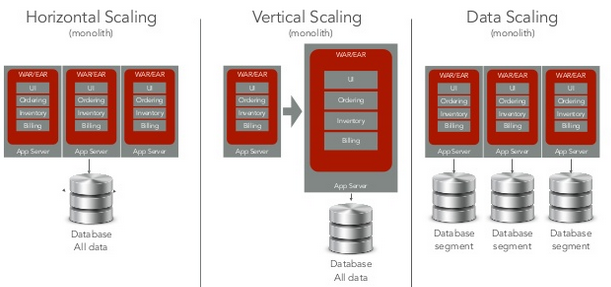 Horizontal Scaling
(monolith)
WAR/EAR
UI
Ordering
Inventory
Billing
App Server
WAR/EAR
UI
Ordering
Inventory
Billing
App Server
WAR/EAR
UI
Ordering
Inventory
Billing
App Server
Database
All data
Vertical Scaling
(monolith)
WAR/EAR
UI
Ordering
Inventory
Billing
App Server
WAR/EAR
UI
Ordering
Inventory
Billing
App Server
Database
All data
Data Scaling
(monolith)
WAR/EAR
UI
Ordering
Inventory
Billing
App Server
WAR/EAR
UI
Ordering
Inventory
Billing
App Server
WAR/EAR
UI
Ordering
Inventory
Billing
App Server
Database
segment
Database
segment
Database
segment